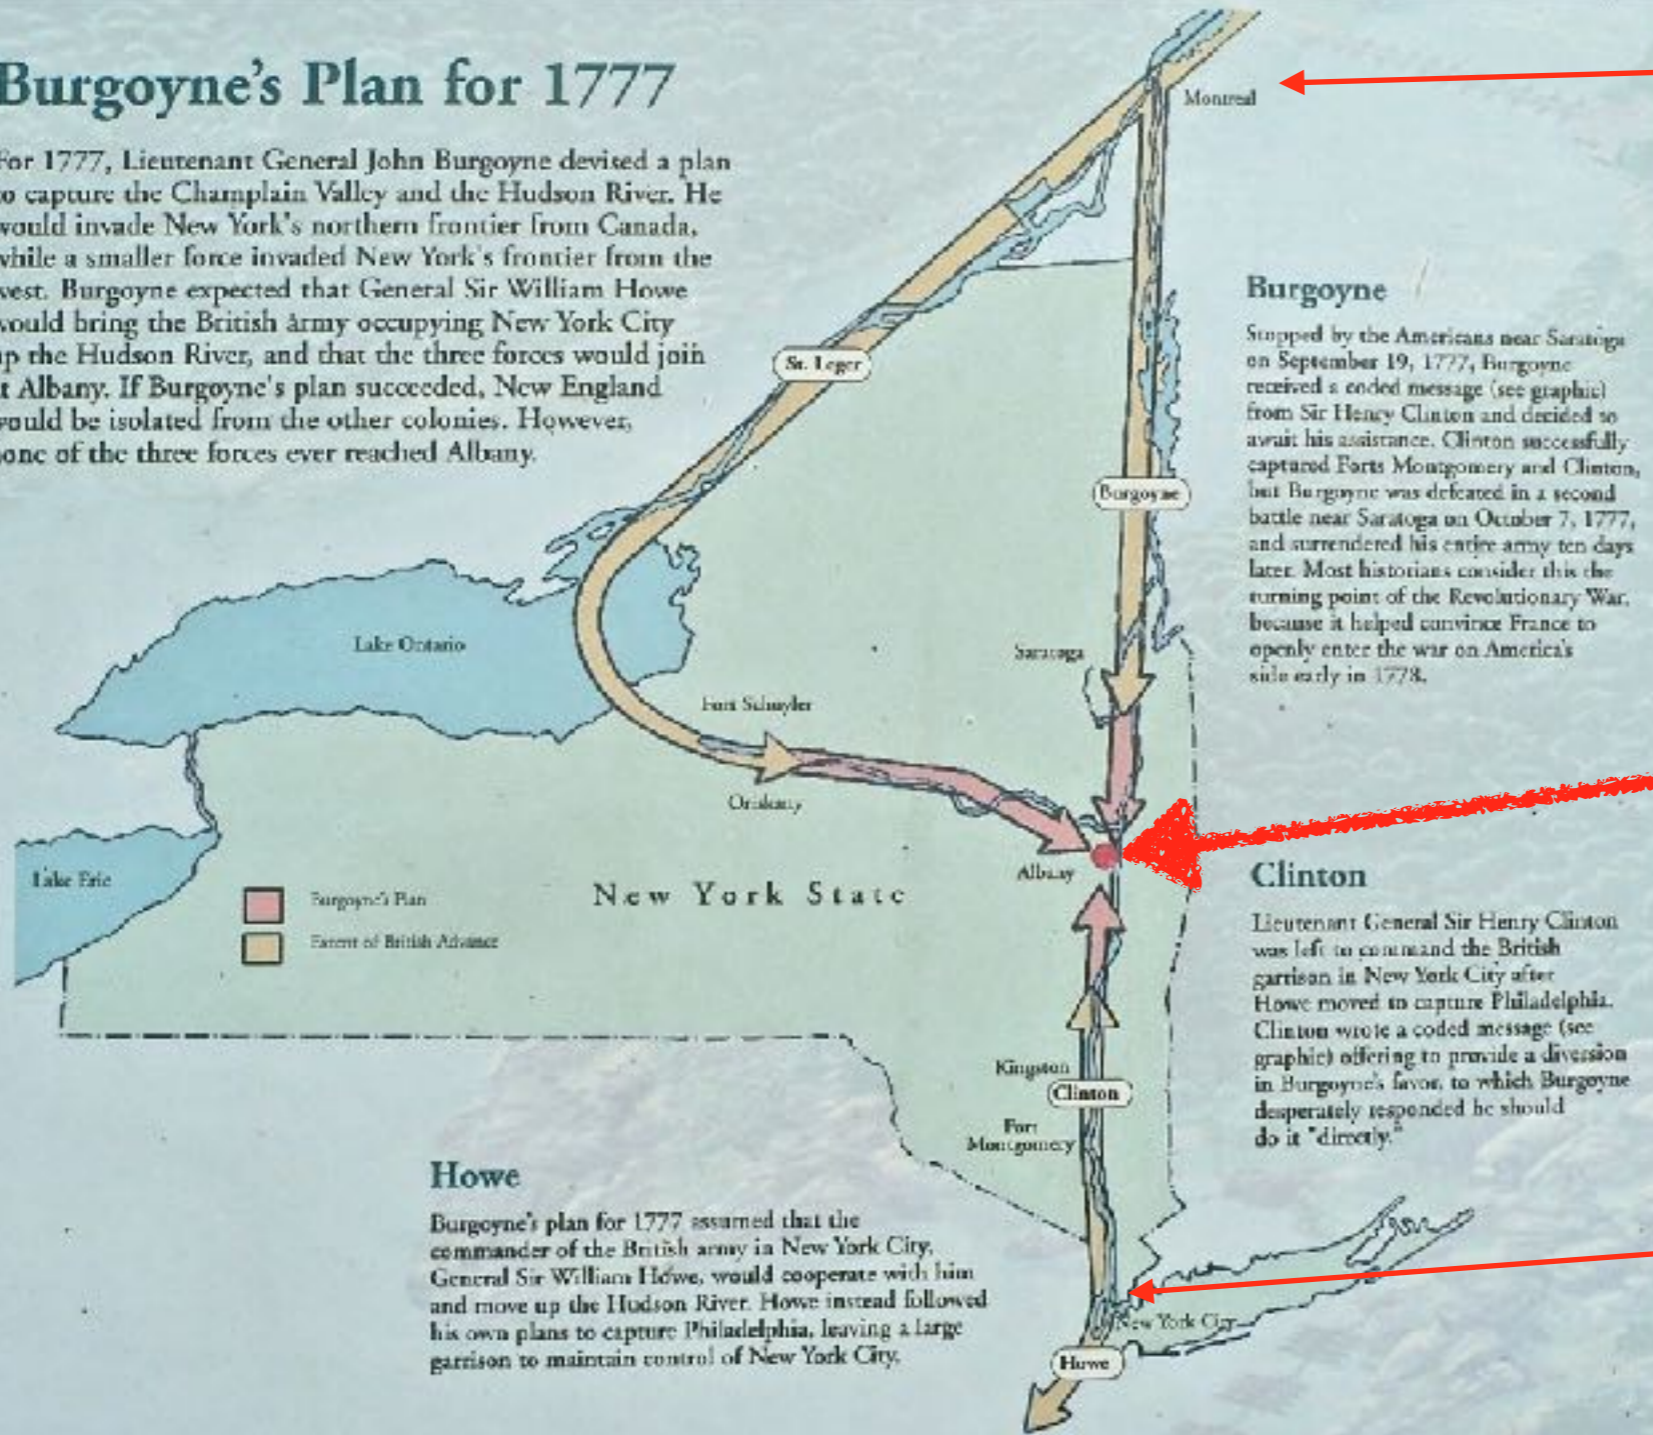 Burgoyne's Plan for 1777
For 1777, Lieutenant General John Burgoyne devised a plan
to capture the Champlain Valley and the Hudson River. He
would invade New York's northern frontier from Canada,
while a smaller force invaded New York's frontier from the
west. Burgoyne expected that General Sir William Howe
would bring the British army occupying New York City
up the Hudson River, and that the three forces would join
at Albany. If Burgoyne's plan succeeded, New England
would be isolated from the other colonies. However,
none of the three forces ever reached Albany.
Montreal
St. Leger
Burgoyne
Burgoyne
Stopped by the Americans near Saratoga
on September 19, 1777, Burgoyne
received a coded message (see graphic)
from Sir Henry Clinton and decided to
await his assistance. Clinton successfully
captured Forts Montgomery and Clinton,
but Burgoyne was defeated in a second
battle near Saratoga on October 7, 1777,
and surrendered his entire army ten days
later. Most historians consider this the
turning point of the Revolutionary War,
because it helped convince France to
openly enter the war on America's
side early in 1778.
Lake Ontario
Saratoga
Fort Schuyler
Oriskany
Albany
Lake Erie
New York State
Burgoyne's Plan
Extent of British Advance
Kingston
Clinton
Fort
Montgomery
Clinton
Lieutenant General Sir Henry Clinton
was left to command the British
garrison in New York City after
Howe moved to capture Philadelphia.
Clinton wrote a coded message (see
graphic) offering to provide a diversion
in Burgoyne's favor, to which Burgoyne
desperately responded he should
do it "directly."
Howe
Burgoyne's plan for 1777 assumed that the
commander of the British army in New York City,
General Sir William Howe, would cooperate with him
and move up the Hudson River. Howe instead followed
his own plans to capture Philadelphia, leaving a large
garrison to maintain control of New York City.
New York City
Howe